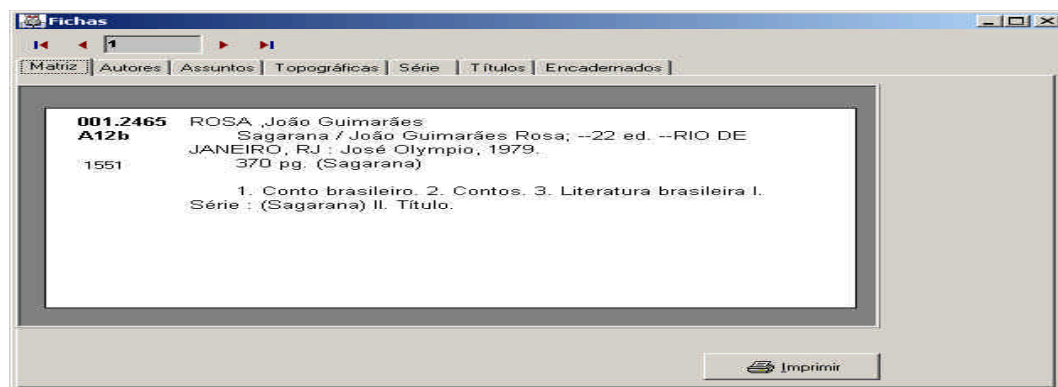 Fichas
1
Matriz Autores Assuntos Topográficas Série Títulos Encadernados
001.2465 ROSA ,João Guimarães
A12b Sagarana / João Guimarães Rosa; --22 ed. --RIO DE
JANEIRO, RJ : José Olympio, 1979.
1551 370 pg. (Sagarana)
1. Conto brasileiro. 2. Contos. 3. Literatura brasileira I.
Série : (Sagarana) II. Título.
Imprimir